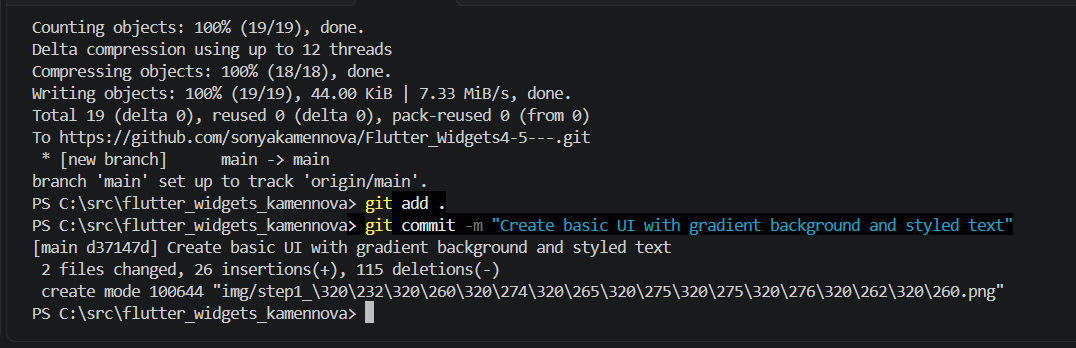 Counting objects: 100% (19/19), done.
Delta compression using up to 12 threads
Compressing objects: 100% (18/18), done.
Writing objects: 100% (19/19), 44.00 KiB | 7.33 MiB/s, done.
Total 19 (delta 0), reused 0 (delta 0), pack-reused 0 (from 0)
To https://github.com/sonyakamennova/Flutter_Widgets4-5---.git
 * [new branch]      main -> main
branch 'main' set up to track 'origin/main'.
PS C:\src\flutter_widgets_kamennova> git add .
PS C:\src\flutter_widgets_kamennova> git commit -m "Create basic UI with gradient background and styled text"
[main d37147d] Create basic UI with gradient background and styled text
 2 files changed, 26 insertions(+), 115 deletions(-)
 create mode 100644 "img/step1_\320\232\320\260\320\274\320\265\320\275\320\275\320\276\320\262\320\260.png"
PS C:\src\flutter_widgets_kamennova>